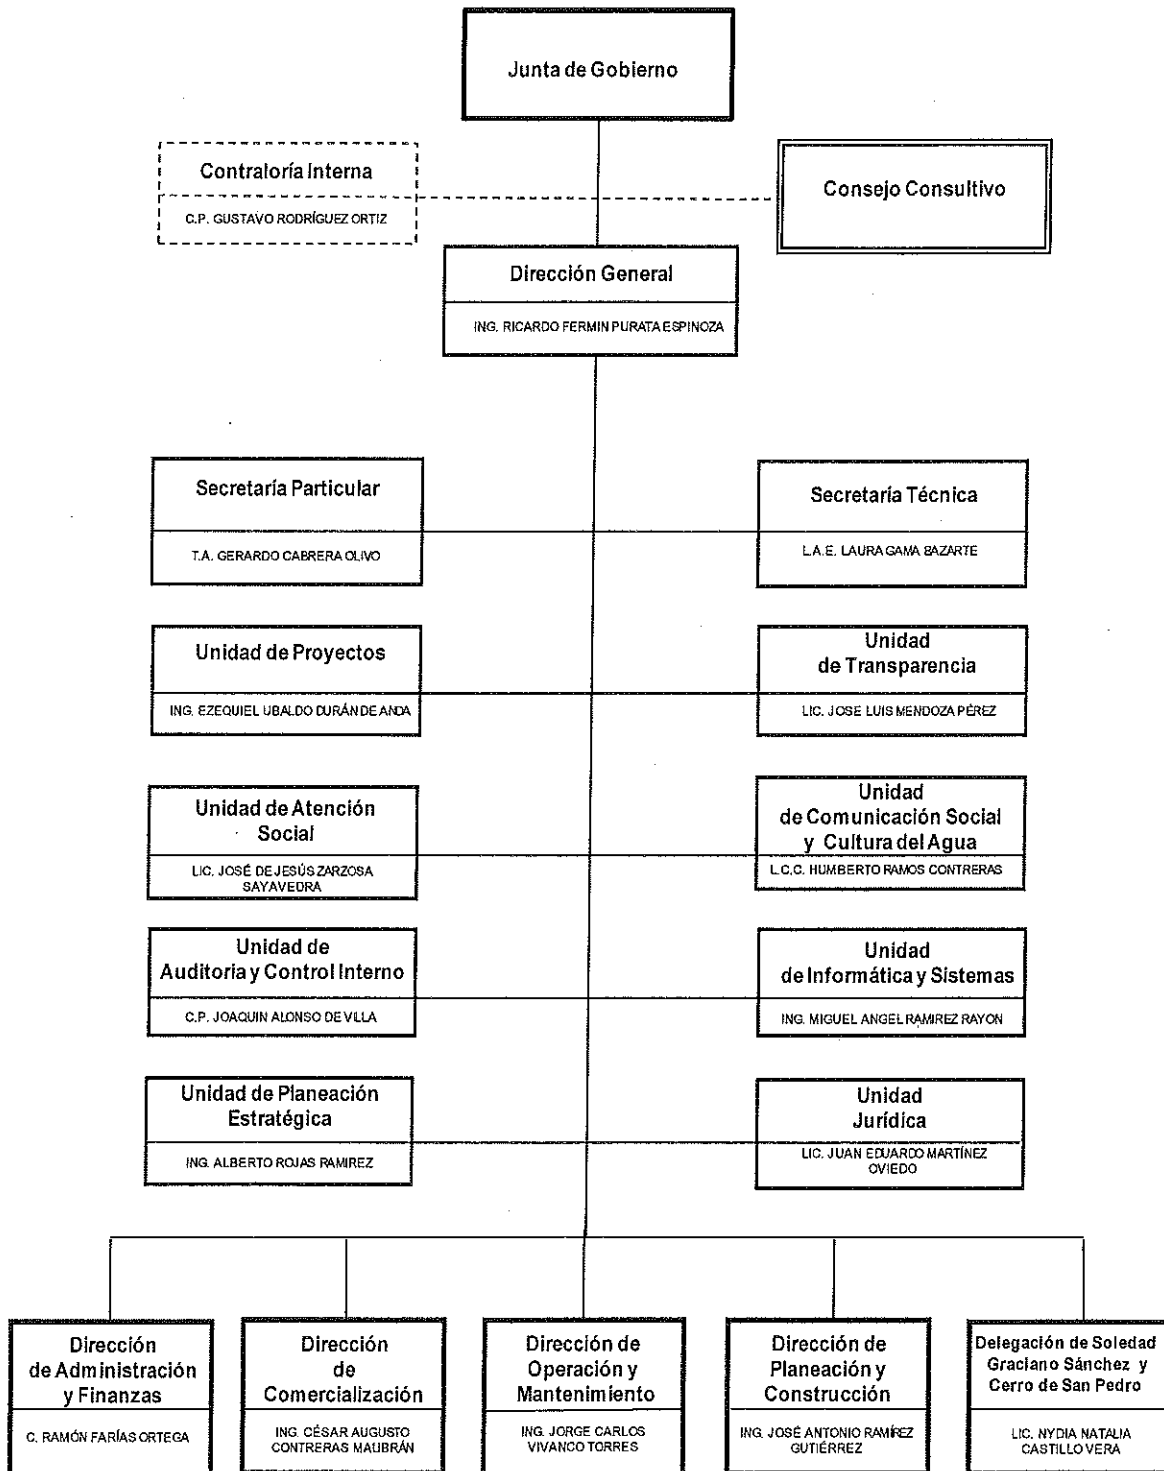 Junta de Gobierno
Contraloría Interna
C.P. GUSTAVO RODRÍGUEZ ORTIZ
Consejo Consultivo
Dirección General
ING. RICARDO FERMIN PURATA ESPINOZA
Secretaría Particular
T.A. GERARDO CABRERA OLIVO
Secretaría Técnica
L.A.E. LAURA GAMA BAZARTE
Unidad de Proyectos
ING. EZEQUIEL UBALDO DURÁN DE ANDA
Unidad
de Transparencia
LIC. JOSE LUIS MENDOZA PÉREZ
Unidad de Atención
Social
LIC. JOSÉ DE JESÚS ZARZOSA
SAYAVEDRA
Unidad
de Comunicación Social
y Cultura del Agua
L.C.C. HUMBERTO RAMOS CONTRERAS
Unidad de
Auditoria y Control Interno
C.P. JOAQUIN ALONSO DE VILLA
Unidad
de Informática y Sistemas
ING. MIGUEL ANGEL RAMIREZ RAYON
Unidad de Planeación
Estratégica
ING. ALBERTO ROJAS RAMIREZ
Unidad
Jurídica
LIC. JUAN EDUARDO MARTÍNEZ
OVIEDO
Dirección
de Administración
y Finanzas
C. RAMÓN FARÍAS ORTEGA
Dirección
de
Comercialización
ING. CÉSAR AUGUSTO
CONTRERAS MALIBRÁN
Dirección de
Operación y
Mantenimiento
ING. JORGE CARLOS
VIVANCO TORRES
Dirección de
Planeación y
Construcción
ING. JOSÉ ANTONIO RAMÍREZ
GUTIÉRREZ
Delegación de Soledad
Graciano Sánchez y
Cerro de San Pedro
LIC. NYDIA NATALIA
CASTILLO VERA